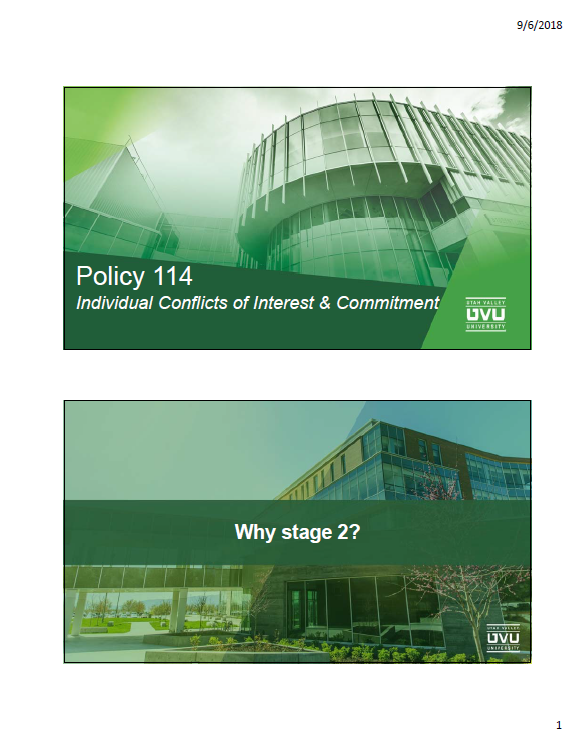 9/6/2018
Policy 114
Individual Conflicts of Interest & Commitment
UTAH VALLEY
UVU
UNIVERSITY
Why stage 2?
UTAH VALLEY
UVU
UNIVERSITY
1